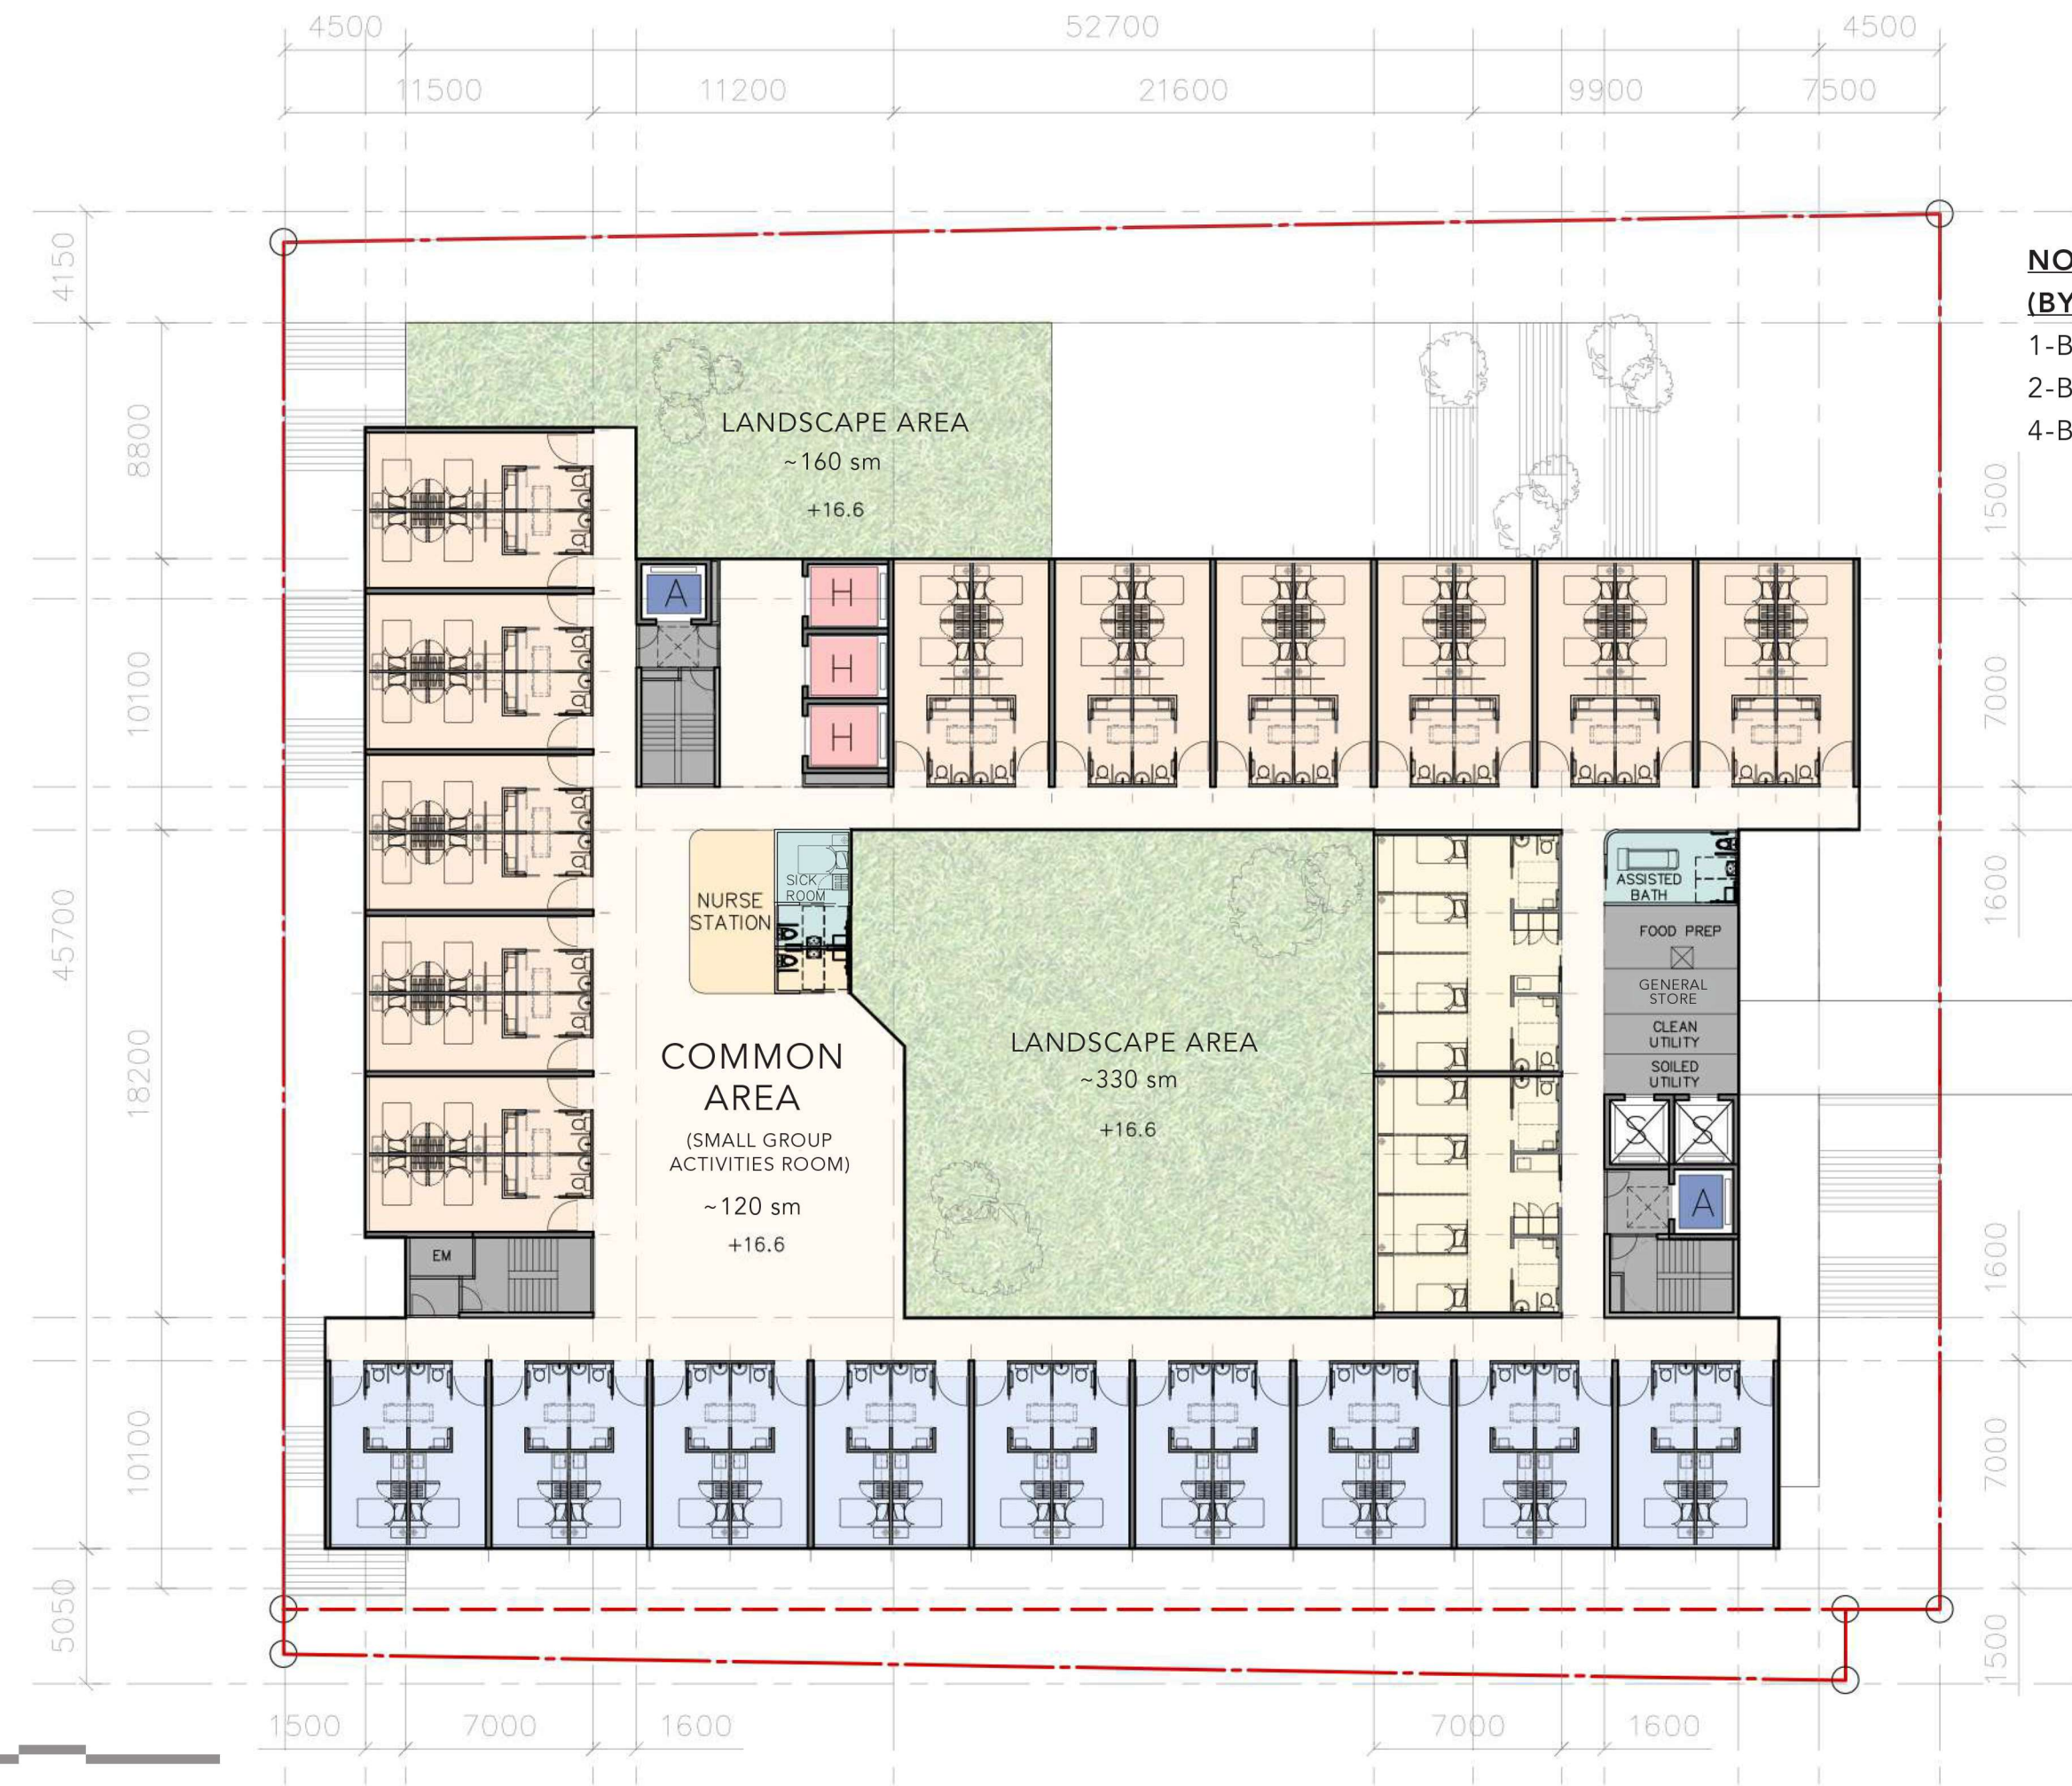 4500 52700 4500
11500 11200 21600 9900 7500
4150
8800
10100
45700
18200
10100
5050
NO
(BY
1-B
2-B
4-B
LANDSCAPE AREA
~160 sm
+16.6
A
H
H
H
NURSE
STATION
SICK
ROOM
COMMON
AREA
(SMALL GROUP
ACTIVITIES ROOM)
~120 sm
+16.6
LANDSCAPE AREA
~330 sm
+16.6
ASSISTED
BATH
FOOD PREP
GENERAL
STORE
CLEAN
UTILITY
SOILED
UTILITY
S S
A
EM
1500
7000
1600
1600
7000
1500
1500 7000 1600 7000 1600